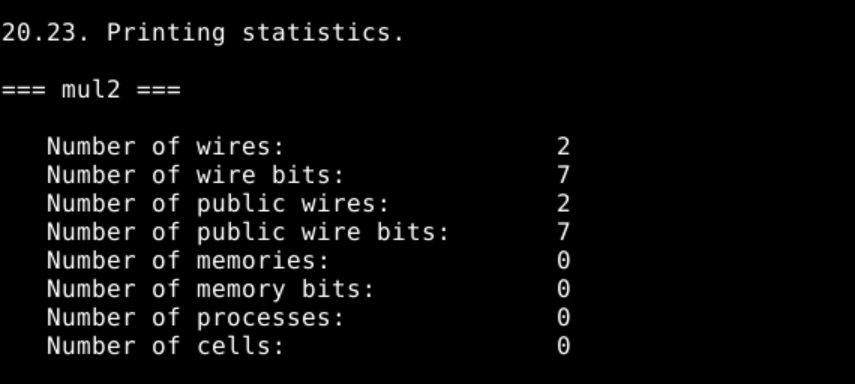 20.23. Printing statistics.
=== mul2 ===
Number of wires: 2
Number of wire bits: 7
Number of public wires: 2
Number of public wire bits: 7
Number of memories: 0
Number of memory bits: 0
Number of processes: 0
Number of cells: 0